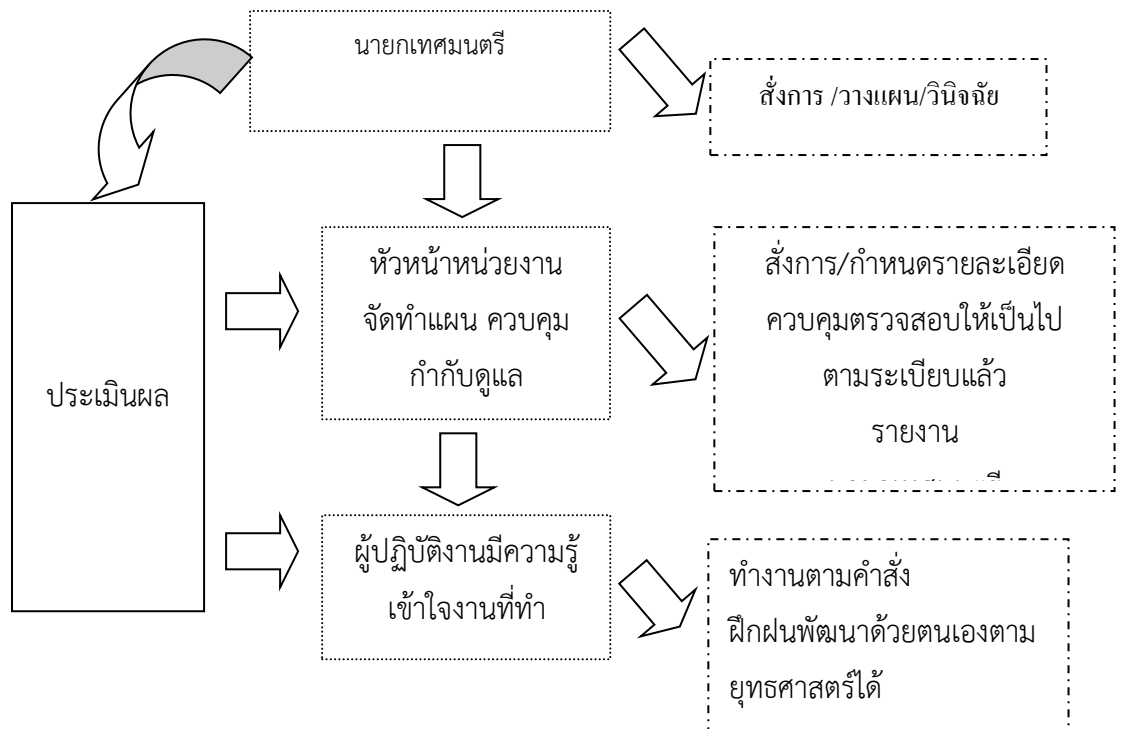 นายกเทศมนตรี
สั่งการ /วางแผน/วินิจฉัย
หัวหน้าหน่วยงาน
จัดทำแผน ควบคุม
กำกับดูแล
สั่งการ/กำหนดรายละเอียด
ควบคุมตรวจสอบให้เป็นไป
ตามระเบียบแล้ว
รายงาน
ประเมินผล
ผู้ปฏิบัติงานมีความรู้
เข้าใจงานที่ทำ
ทำงานตามคำสั่ง
ฝึกฝนพัฒนาด้วยตนเองตาม
ยุทธศาสตร์ได้